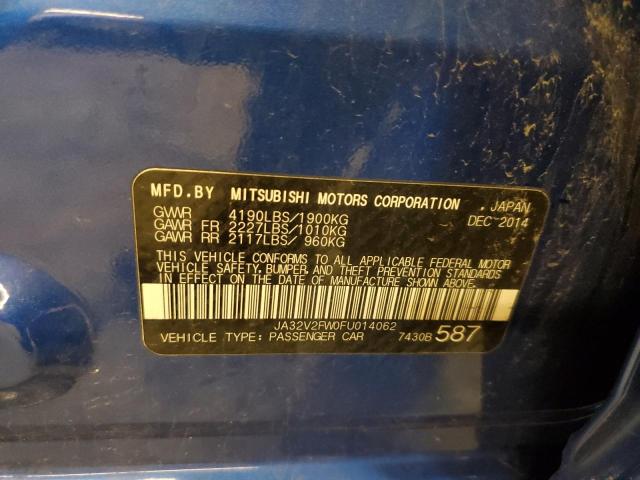 MFD.BY MITSUBISHI MOTORS CORPORATION , JAPAN
GVWR 4190LBS/1900KG DEC 2014
GAWR FR 2227LBS/1010KG
GAWR RR 2117LBS/ 960KG
THIS VEHICLE CONFORMS TO ALL APPLICABLE FEDERAL MOTOR
VEHICLE SAFETY, BUMPER, AND THEFT PREVENTION STANDARDS
IN EFFECT ON THE DATE OF MANUFACTURE SHOWN ABOVE.
JA32V2FW0FU014062
VEHICLE TYPE: PASSENGER CAR 7430B 587